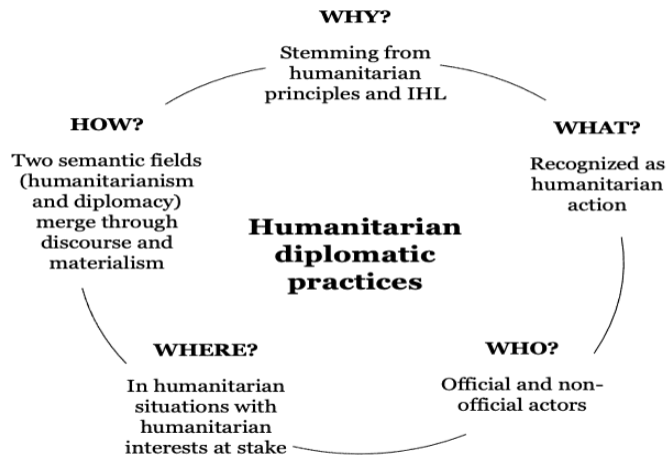 WHY?
Stemming from
humanitarian
principles and IHL
WHAT?
Recognized as
humanitarian
action
WHO?
Official and non-
official actors
WHERE?
In humanitarian
situations with
humanitarian
interests at stake
HOW?
Two semantic fields
(humanitarianism
and diplomacy)
merge through
discourse and
materialism
Humanitarian
diplomatic
practices